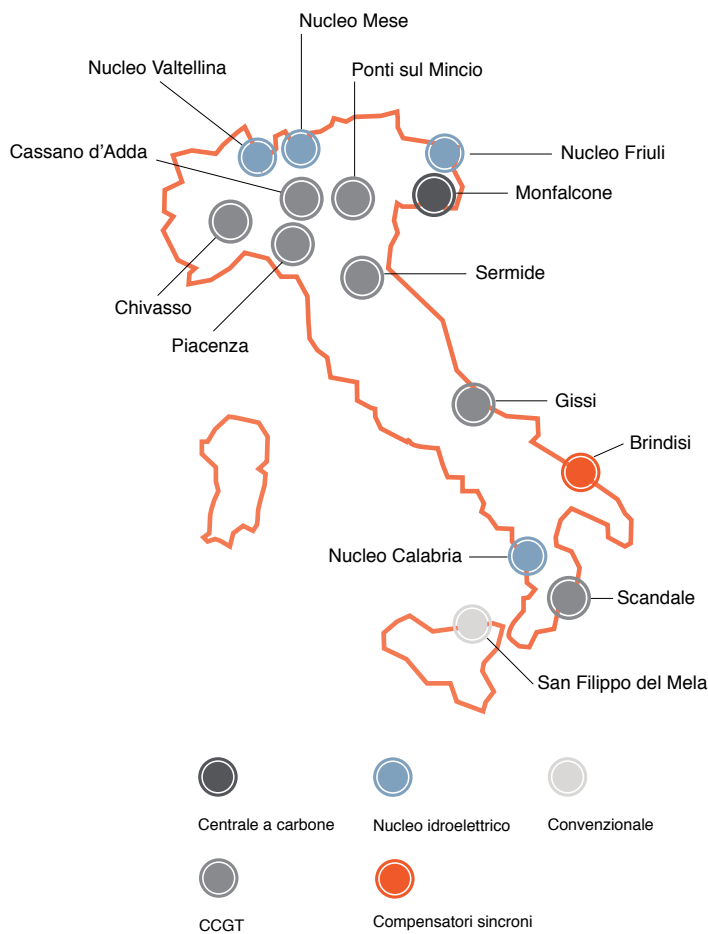 Nucleo Mese
Nucleo Valtellina
Ponti sul Mincio
Cassano d'Adda
Nucleo Friuli
Monfalcone
Sermide
Chivasso
Piacenza
Gissi
Brindisi
Nucleo Calabria
Scandale
San Filippo del Mela
Centrale a carbone
Nucleo idroelettrico
Convenzionale
CCGT
Compensatori sincroni